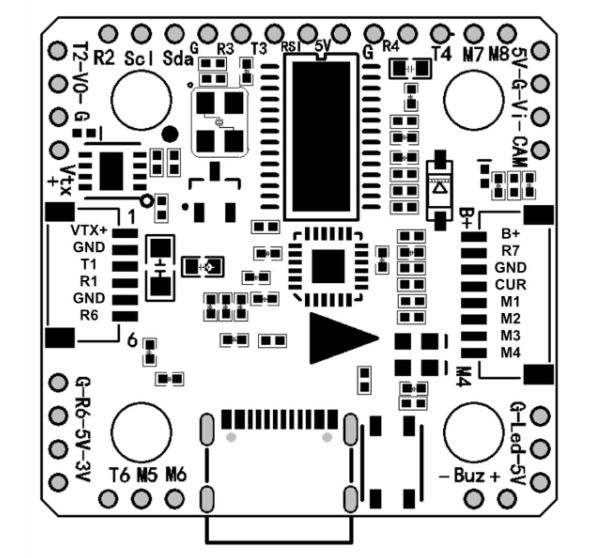 G R3 T3 RSI 5V G R4
R2 Scl Sda T4 M7 M8
T2-VO-G
+ Vtx
5V-G-Vi-CAM
1
VTX+
GND
T1
R1
GND
R6
6
B+
B+
R7
GND
CUR
M1
M2
M3
M4
M4
G-R6-5V-3V
G-Led-5V
T6 M5 M6
-Buz+